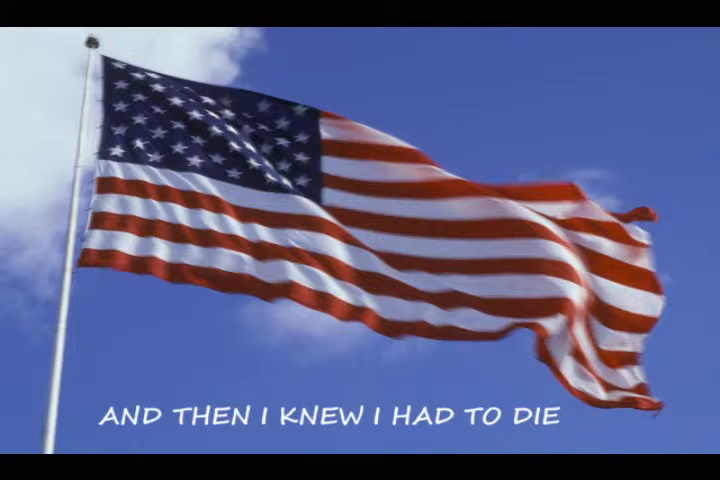 AND THEN I KNEW I HAD TO DIE